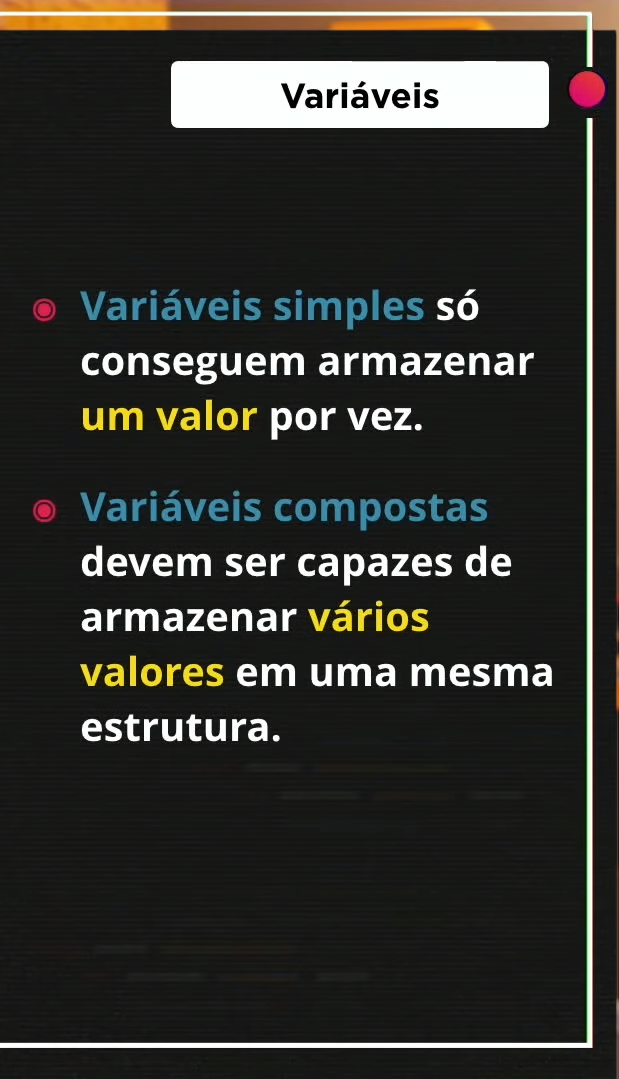 Variáveis
Variáveis simples só
conseguem armazenar
um valor por vez.
Variáveis compostas
devem ser capazes de
armazenar vários
valores em uma mesma
estrutura.